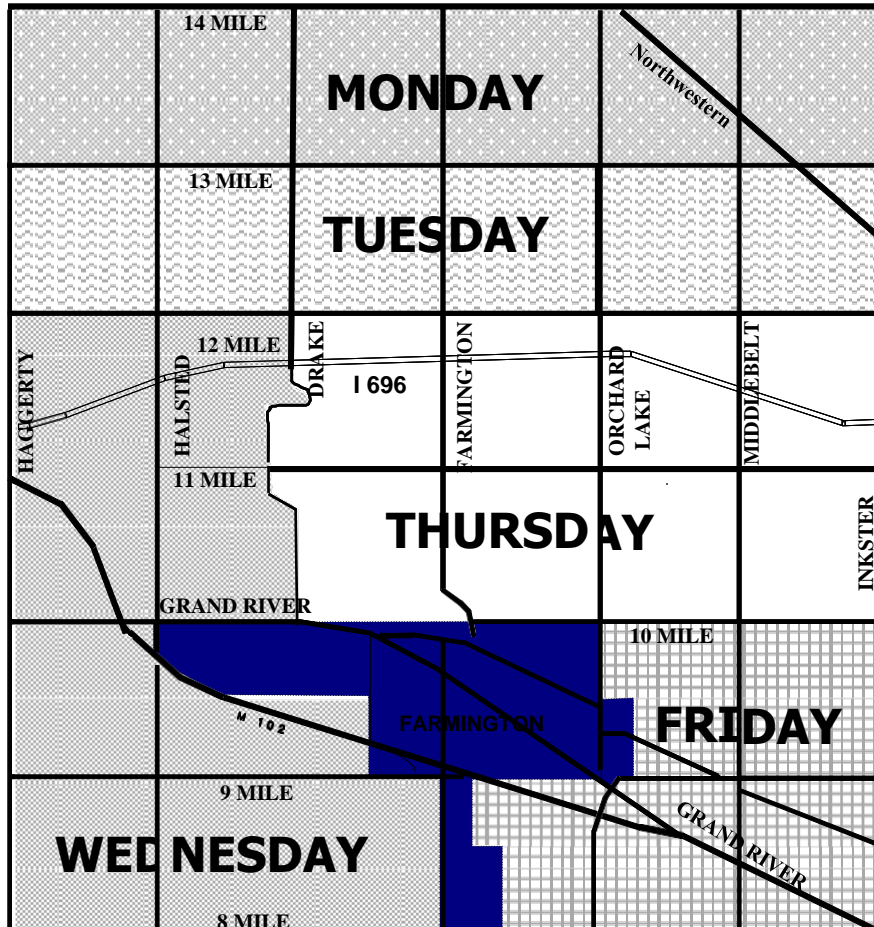 14 MILE
MONDAY
Northwestern
13 MILE
TUESDAY
12 MILE
HAGGERTY
HALSTED
DRAKE
I 696
FARMINGTON
ORCHARD
LAKE
MIDDLEBELT
11 MILE
THURSDAY
INKSTER
GRAND RIVER
10 MILE
M 102
FARMINGTON
FRIDAY
9 MILE
GRAND RIVER
WEDNESDAY
8 MILE